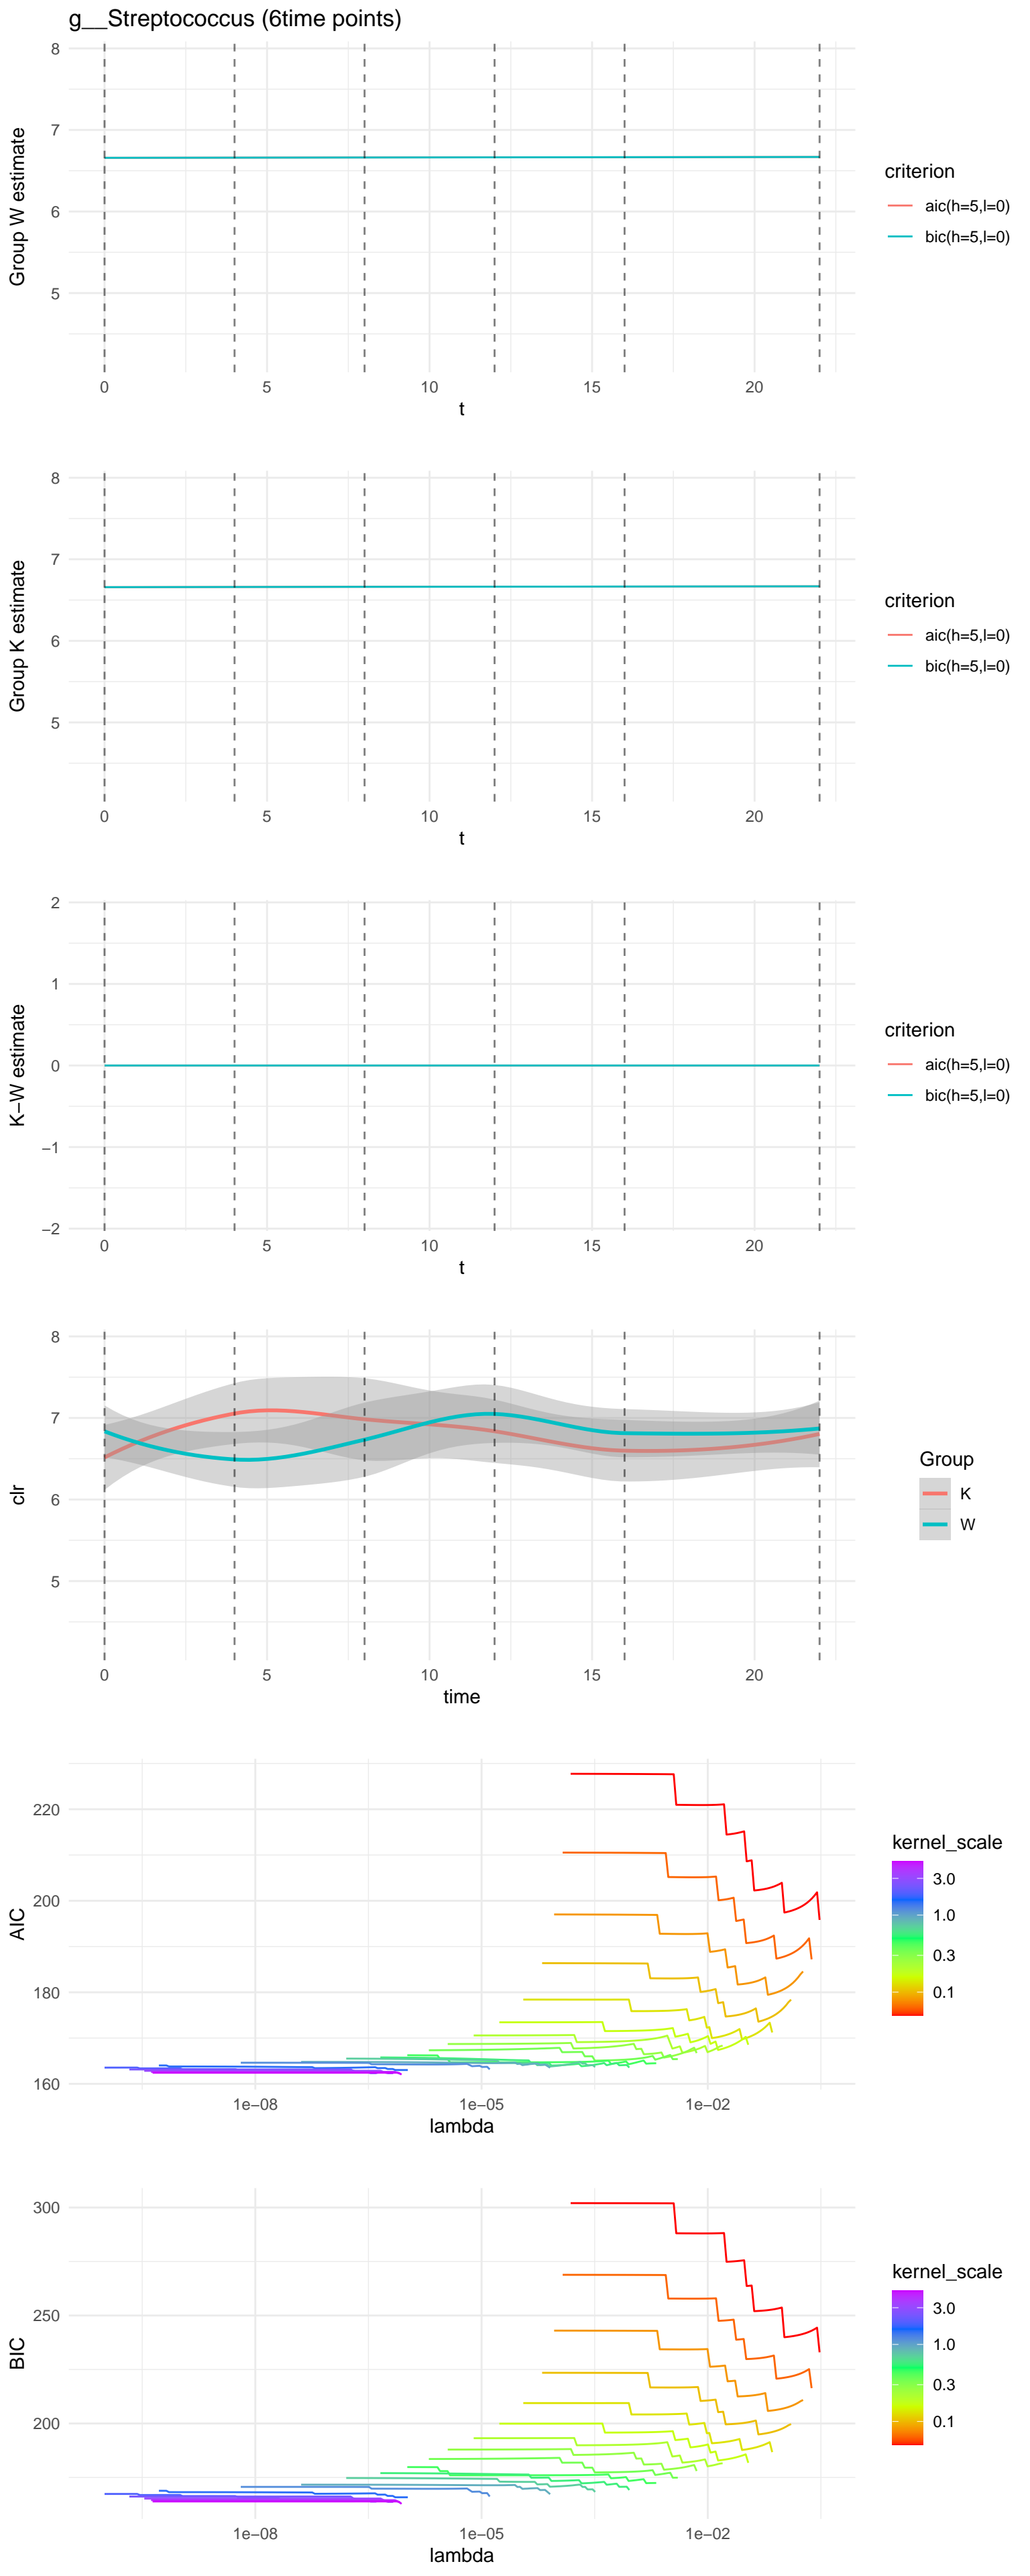 g__Streptococcus (6time points)
Group W estimate
8
7
6
5
0 5 10 15 20
t
criterion
aic(h=5,l=0)
bic(h=5,l=0)
Group K estimate
8
7
6
5
0 5 10 15 20
t
criterion
aic(h=5,l=0)
bic(h=5,l=0)
K−W estimate
2
1
0
−1
−2
0 5 10 15 20
t
criterion
aic(h=5,l=0)
bic(h=5,l=0)
clr
8
7
6
5
0 5 10 15 20
time
Group
K
W
AIC
220
200
180
160
1e−08 1e−05 1e−02
lambda
kernel_scale
3.0
1.0
0.3
0.1
BIC
300
250
200
1e−08 1e−05 1e−02
lambda
kernel_scale
3.0
1.0
0.3
0.1